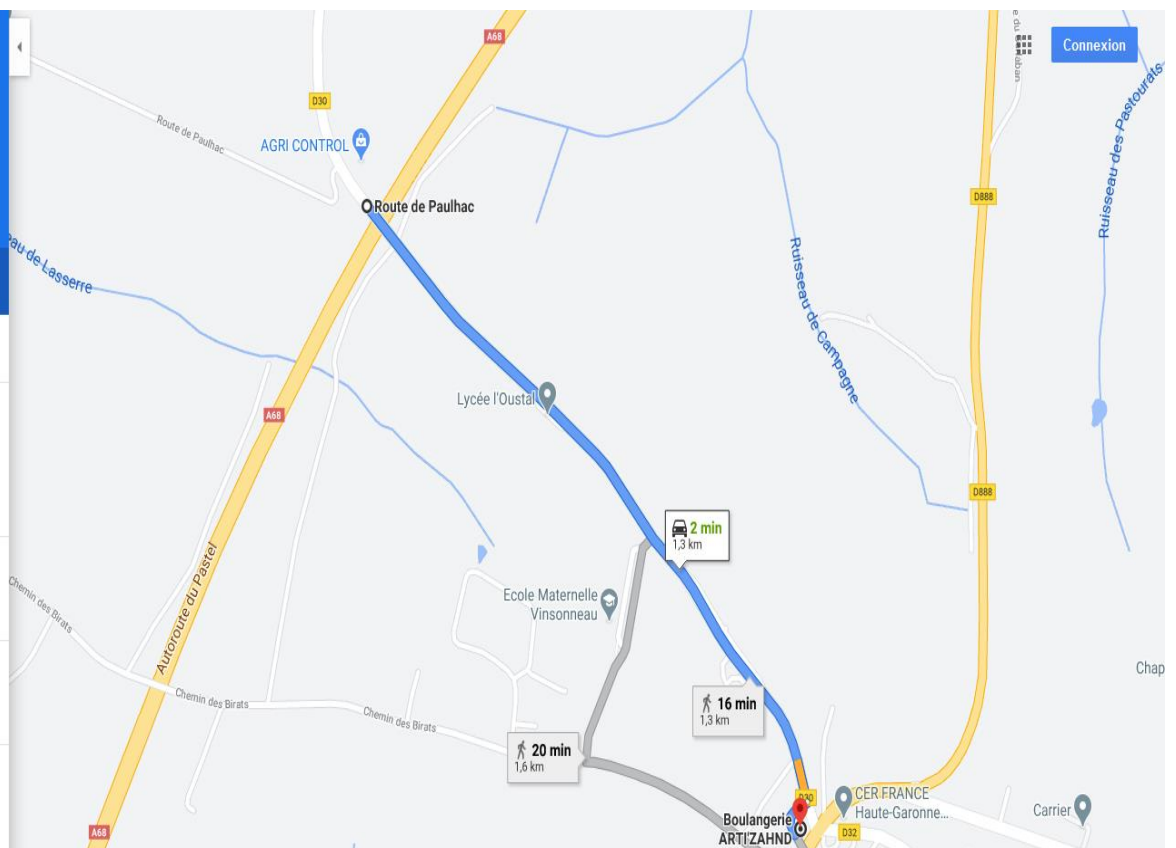 A68
Connexion
D30
Route de Paulhac
AGRI CONTROL
Route de Paulhac
D888
Ruisseau des Pastourats
eau de Lasserre
Ruisseau de Campagne
Lycée l'Oustal
A68
D888
2 min
1,3 km
Autoroute du Pastel
Chemin des Birats
Ecole Maternelle
Vinsonneau
Chap
Chemin des Birats
16 min
1,3 km
Chemin des Birats
20 min
1,6 km
D30
CER FRANCE
Haute-Garonne...
Carrier
Boulangerie
ARTI'ZAHND
D32
A68